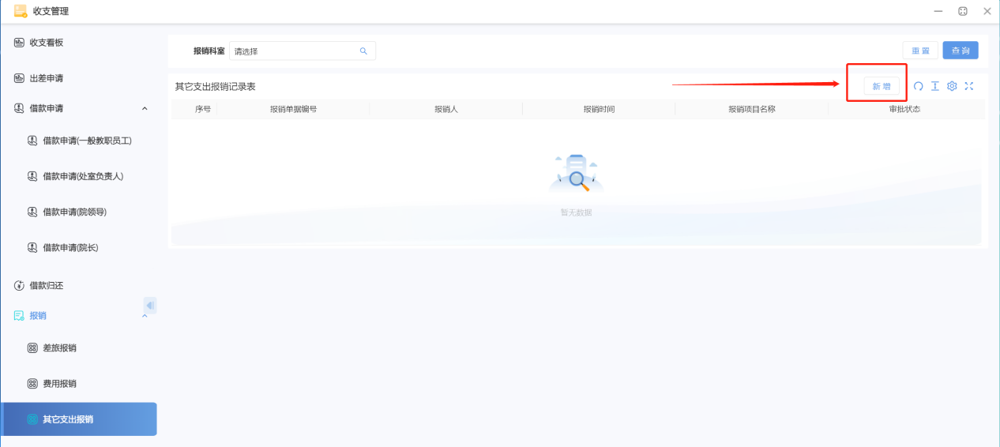 收支管理
收支看板
出差申请
借款申请
借款申请(一般教职员工)
借款申请(处室负责人)
借款申请(院领导)
借款申请(院长)
借款归还
报销
差旅报销
费用报销
其它支出报销
报销科室 请选择 重置 查询
其它支出报销记录表 新增
序号 报销单据编号 报销人 报销时间 报销项目名称 审批状态
暂无数据